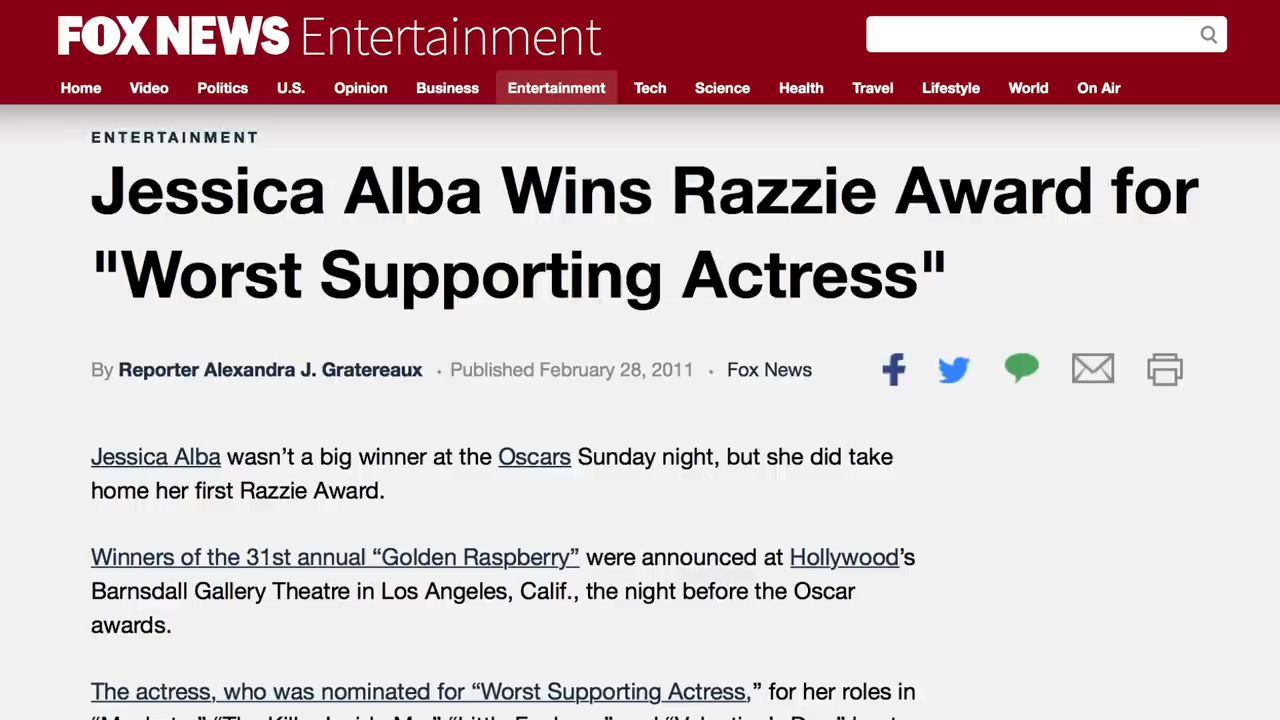 FOX NEWS Entertainment
Home Video Politics U.S. Opinion Business Entertainment Tech Science Health Travel Lifestyle World On Air
ENTERTAINMENT
Jessica Alba Wins Razzie Award for
"Worst Supporting Actress"
By Reporter Alexandra J. Gratereaux · Published February 28, 2011 · Fox News
Jessica Alba wasn’t a big winner at the Oscars Sunday night, but she did take
home her first Razzie Award.
Winners of the 31st annual “Golden Raspberry” were announced at Hollywood’s
Barnsdall Gallery Theatre in Los Angeles, Calif., the night before the Oscar
awards.
The actress, who was nominated for “Worst Supporting Actress,” for her roles in